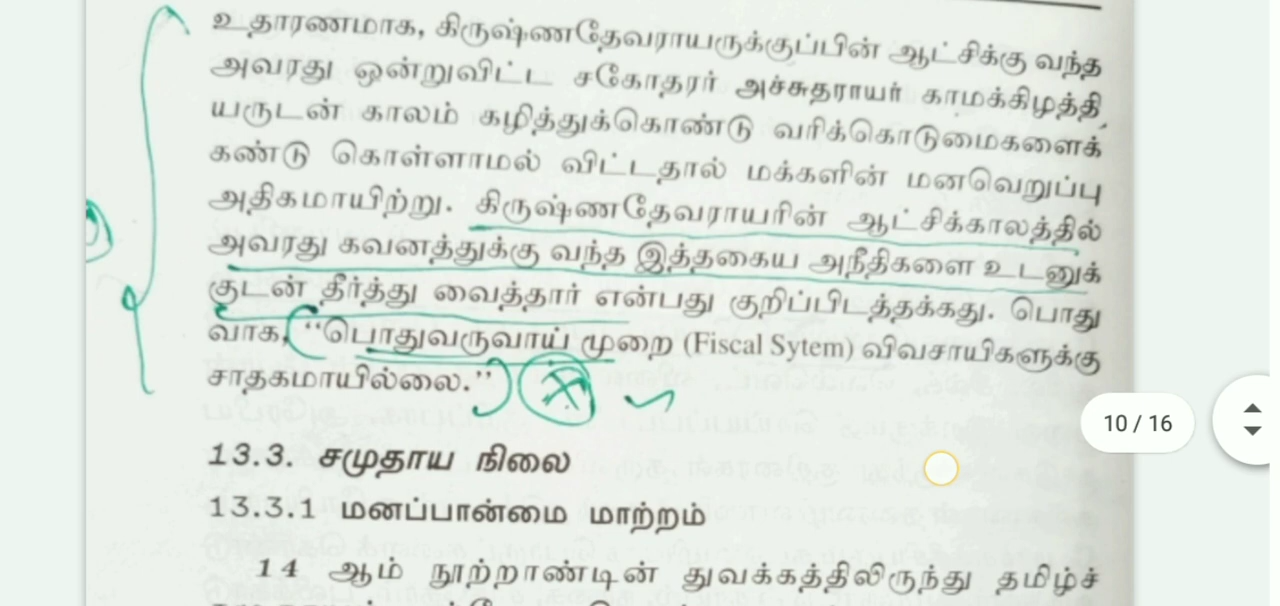 உதாரணமாக, கிருஷ்ணதேவராயருக்குப்பின் ஆட்சிக்கு வந்த
அவரது ஒன்றுவிட்ட சகோதரர் அச்சுதராயர் காமக்கிழத்தி
யருடன் காலம் கழித்துக்கொண்டு வரிக்கொடுமைகளைக்
கண்டு கொள்ளாமல் விட்டதால் மக்களின் மனவெறுப்பு
அதிகமாயிற்று. கிருஷ்ணதேவராயரின் ஆட்சிக்காலத்தில்
அவரது கவனத்துக்கு வந்த இத்தகைய அநீதிகளை உடனுக்
குடன் தீர்த்து வைத்தார் என்பது குறிப்பிடத்தக்கது. பொது
வாக, “பொதுவருவாய் முறை (Fiscal Sytem) விவசாயிகளுக்கு
சாதகமாயில்லை.”
10 / 16
13.3. சமுதாய நிலை
13.3.1 மனப்பான்மை மாற்றம்
14 ஆம் நூற்றாண்டின் துவக்கத்திலிருந்து தமிழ்ச்